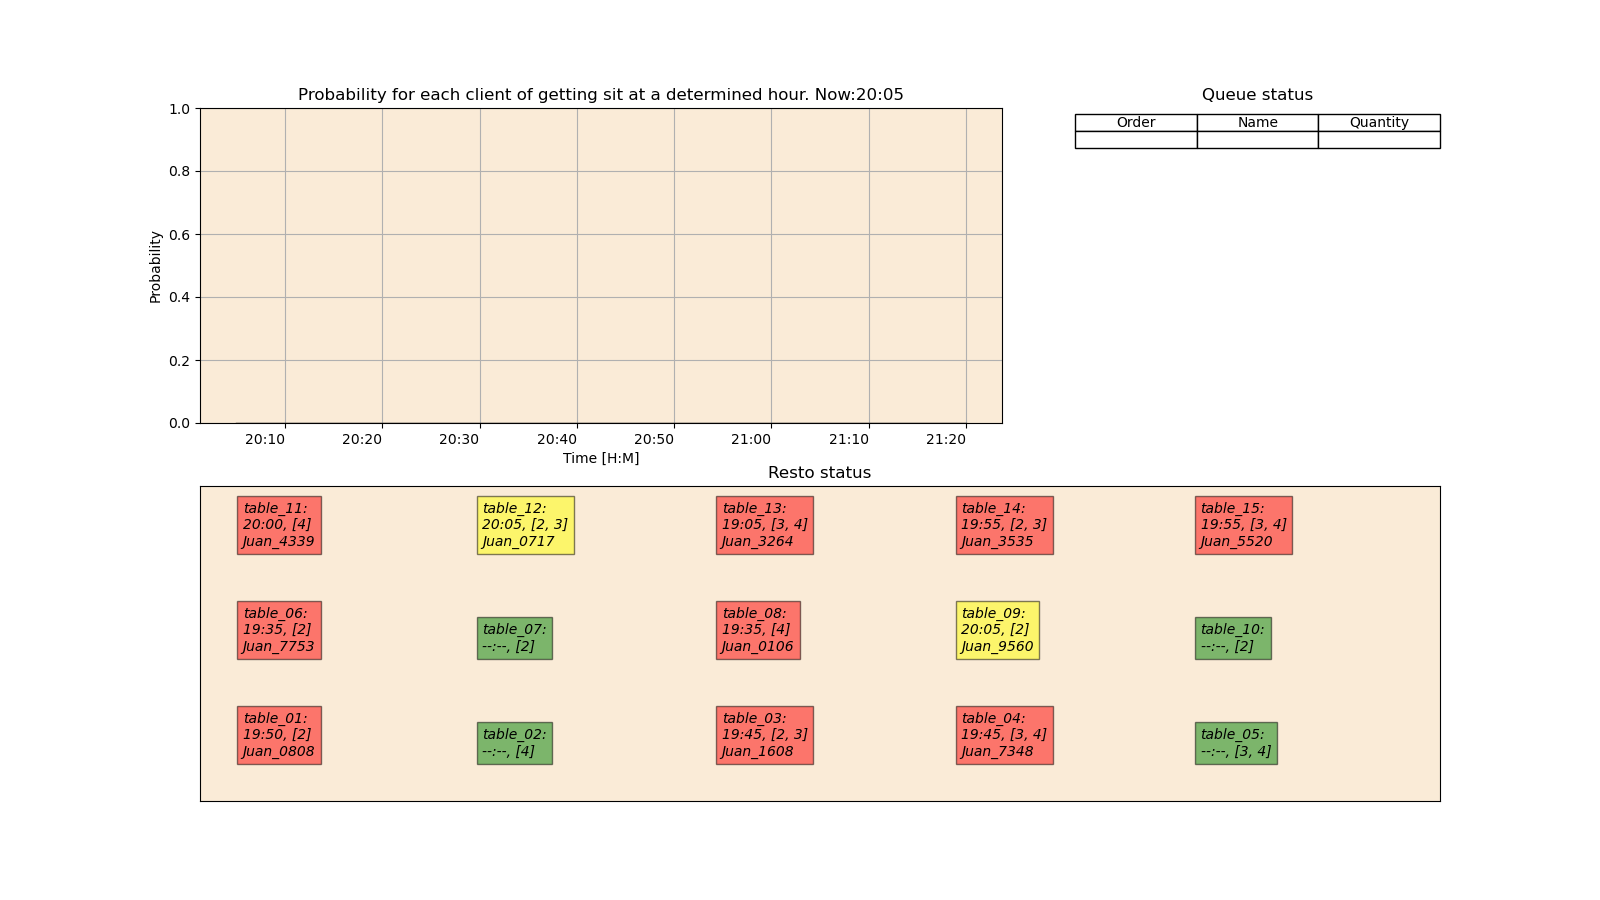 Probability for each client of getting sit at a determined hour. Now:20:05
1.0
0.8
0.6
0.4
0.2
0.0
Probability
20:10 20:20 20:30 20:40 20:50 21:00 21:10 21:20
Time [H:M]
Queue status
Order Name Quantity
Resto status
table_11:
20:00, [4]
Juan_4339
table_12:
20:05, [2, 3]
Juan_0717
table_13:
19:05, [3, 4]
Juan_3264
table_14:
19:55, [2, 3]
Juan_3535
table_15:
19:55, [3, 4]
Juan_5520
table_06:
19:35, [2]
Juan_7753
table_07:
--:--, [2]
table_08:
19:35, [4]
Juan_0106
table_09:
20:05, [2]
Juan_9560
table_10:
--:--, [2]
table_01:
19:50, [2]
Juan_0808
table_02:
--:--, [4]
table_03:
19:45, [2, 3]
Juan_1608
table_04:
19:45, [3, 4]
Juan_7348
table_05:
--:--, [3, 4]